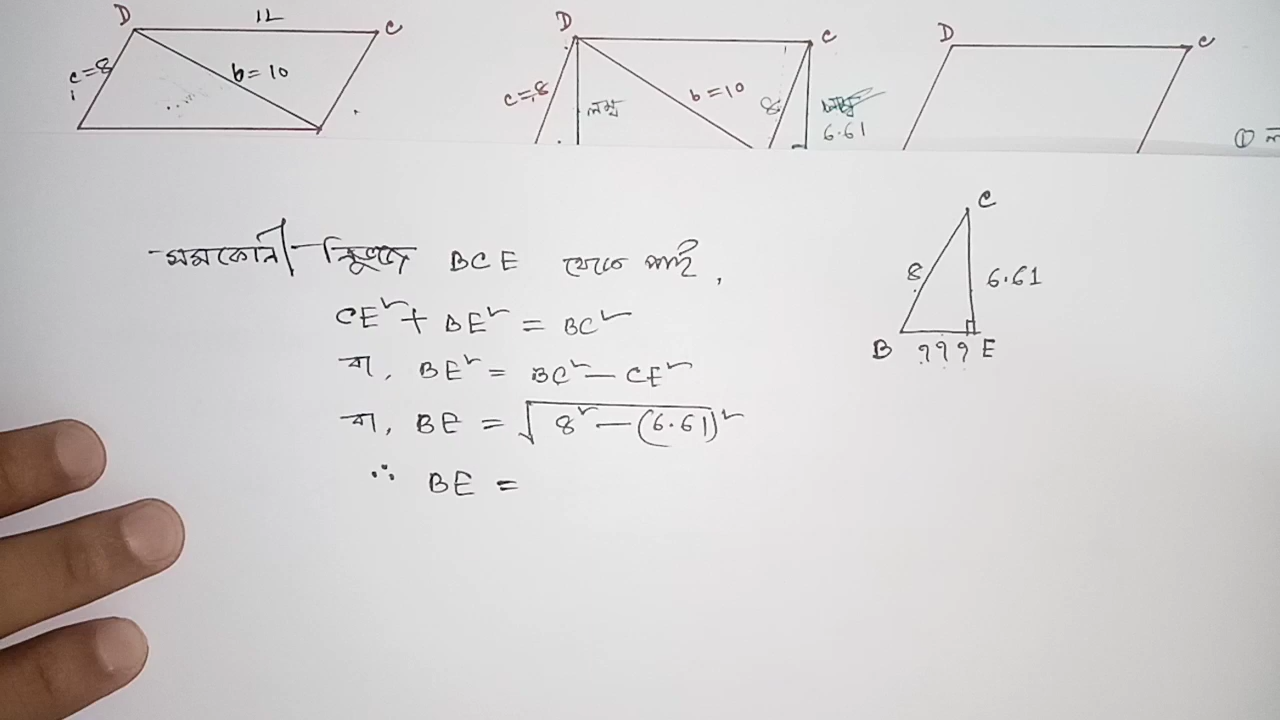 D 12 C
c=8
b=10
D C
c=8
লম্ব
b=10
8
6.61
D C
①
সমকোনী ত্রিভুজ BCE থেকে পাই,
CE² + BE² = BC²
বা, BE² = BC² — CE²
বা, BE = √8² — (6.61)²
∴ BE =
C
8
6.61
B ??? E